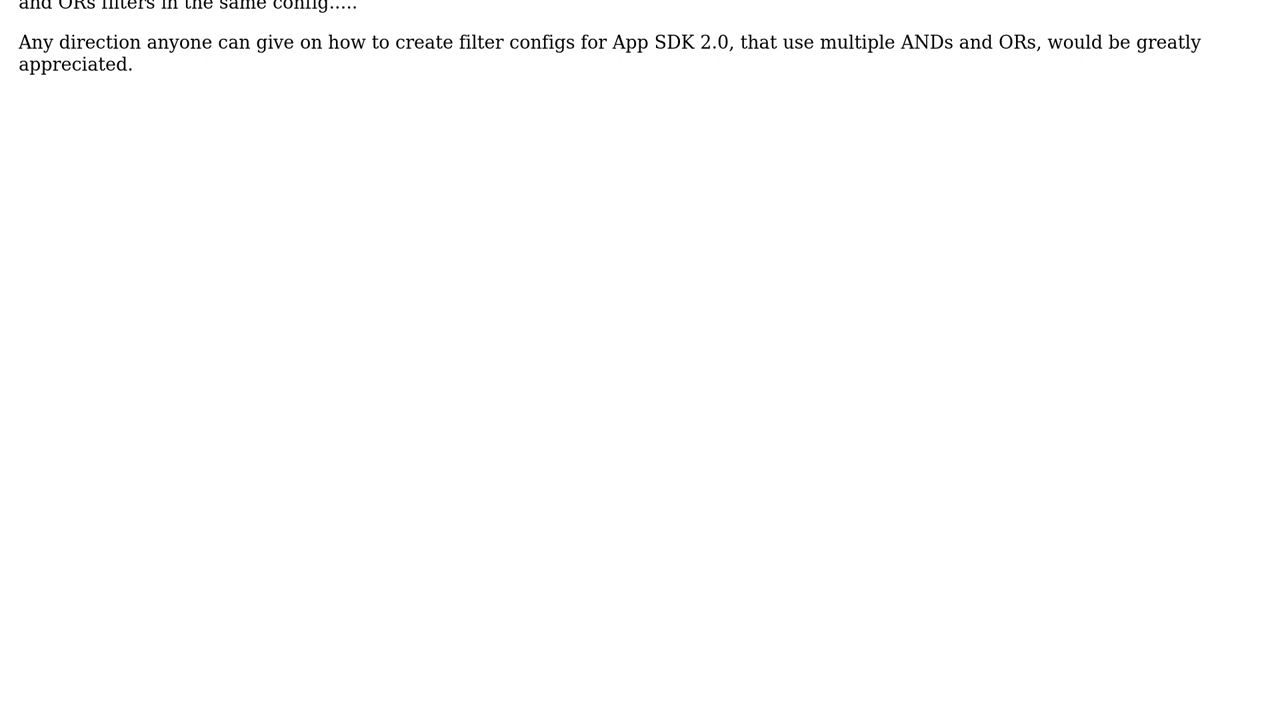 and ORs filters in the same config.....
Any direction anyone can give on how to create filter configs for App SDK 2.0, that use multiple ANDs and ORs, would be greatly
appreciated.